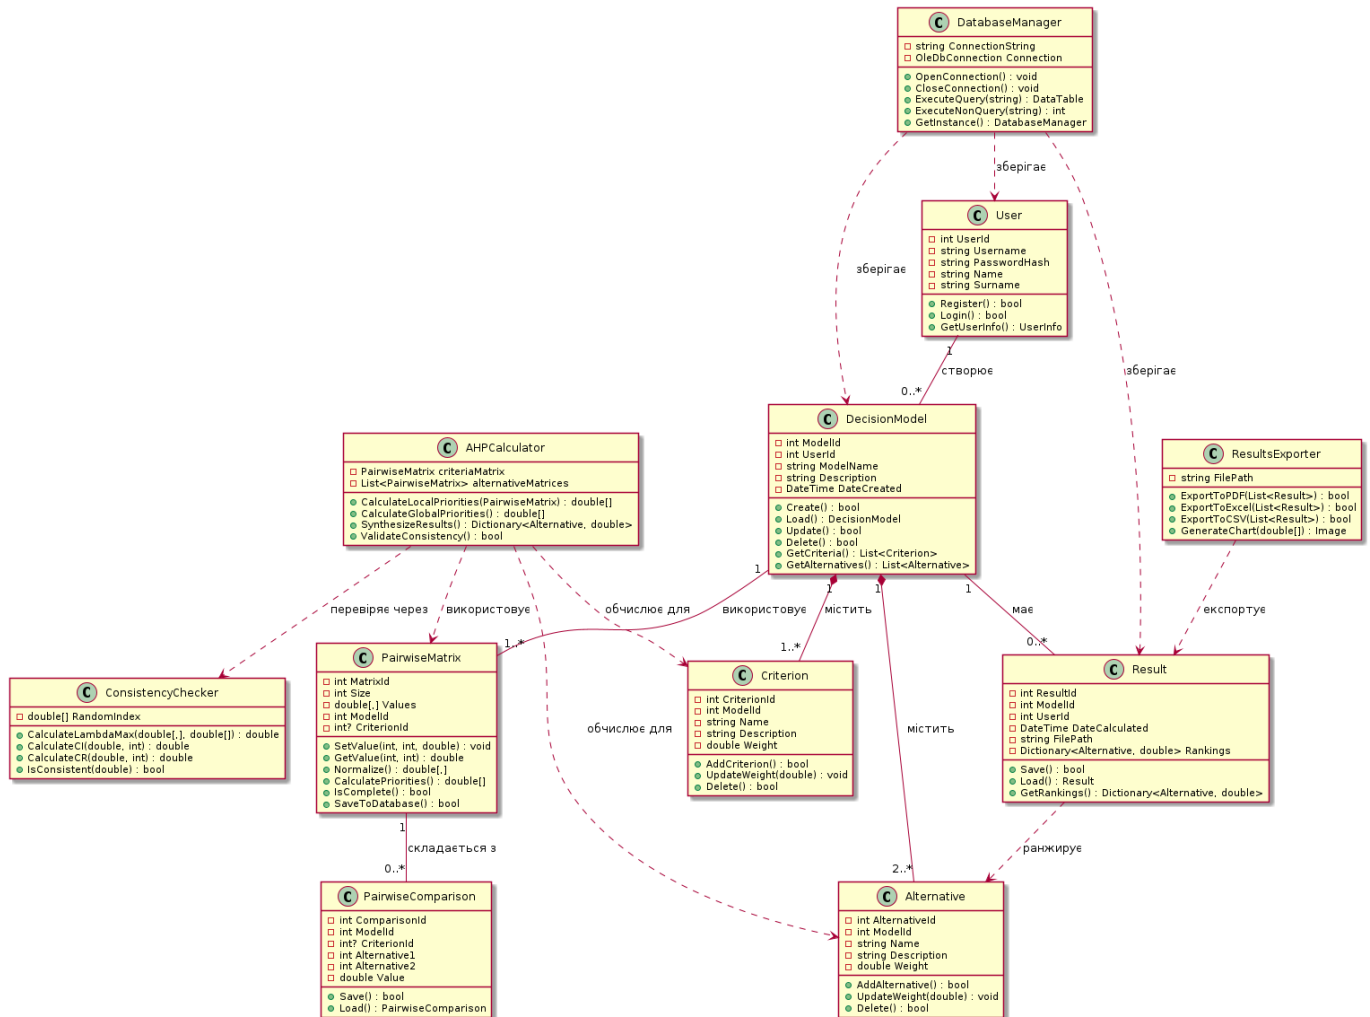 C DatabaseManager
string ConnectionString
OleDbConnection Connection
OpenConnection() : void
CloseConnection() : void
ExecuteQuery(string) : DataTable
ExecuteNonQuery(string) : int
GetInstance() : DatabaseManager
зберігає
C User
int UserId
string Username
string PasswordHash
string Name
string Surname
Register() : bool
Login() : bool
GetUserInfo() : UserInfo
зберігає
зберігає
1
створює
0..*
C DecisionModel
int ModelId
int UserId
string ModelName
string Description
DateTime DateCreated
Create() : bool
Load() : DecisionModel
Update() : bool
Delete() : bool
GetCriteria() : List<Criterion>
GetAlternatives() : List<Alternative>
C AHPCalculator
PairwiseMatrix criteriaMatrix
List<PairwiseMatrix> alternativeMatrices
CalculateLocalPriorities(PairwiseMatrix) : double[]
CalculateGlobalPriorities() : double[]
SynthesizeResults() : Dictionary<Alternative, double>
ValidateConsistency() : bool
C ResultsExporter
string FilePath
ExportToPDF(List<Result>) : bool
ExportToExcel(List<Result>) : bool
ExportToCSV(List<Result>) : bool
GenerateChart(double[]) : Image
1
1
1
1
перевіряє через
використовує
обчислює для
використовує
містить
має
експортує
1..*
1..*
0..*
C ConsistencyChecker
double[] RandomIndex
CalculateLambdaMax(double[,], double[]) : double
CalculateCI(double, int) : double
CalculateCR(double, int) : double
IsConsistent(double) : bool
C PairwiseMatrix
int MatrixId
int Size
double[,] Values
int ModelId
int? CriterionId
SetValue(int, int, double) : void
GetValue(int, int) : double
Normalize() : double[,]
CalculatePriorities() : double[]
IsComplete() : bool
SaveToDatabase() : bool
обчислює для
C Criterion
int CriterionId
int ModelId
string Name
string Description
double Weight
AddCriterion() : bool
UpdateWeight(double) : void
Delete() : bool
містить
C Result
int ResultId
int ModelId
int UserId
DateTime DateCalculated
string FilePath
Dictionary<Alternative, double> Rankings
Save() : bool
Load() : Result
GetRankings() : Dictionary<Alternative, double>
1
складається з
0..*
2..*
ранжирує
C PairwiseComparison
int ComparisonId
int ModelId
int? CriterionId
int Alternative1
int Alternative2
double Value
Save() : bool
Load() : PairwiseComparison
C Alternative
int AlternativeId
int ModelId
string Name
string Description
double Weight
AddAlternative() : bool
UpdateWeight(double) : void
Delete() : bool